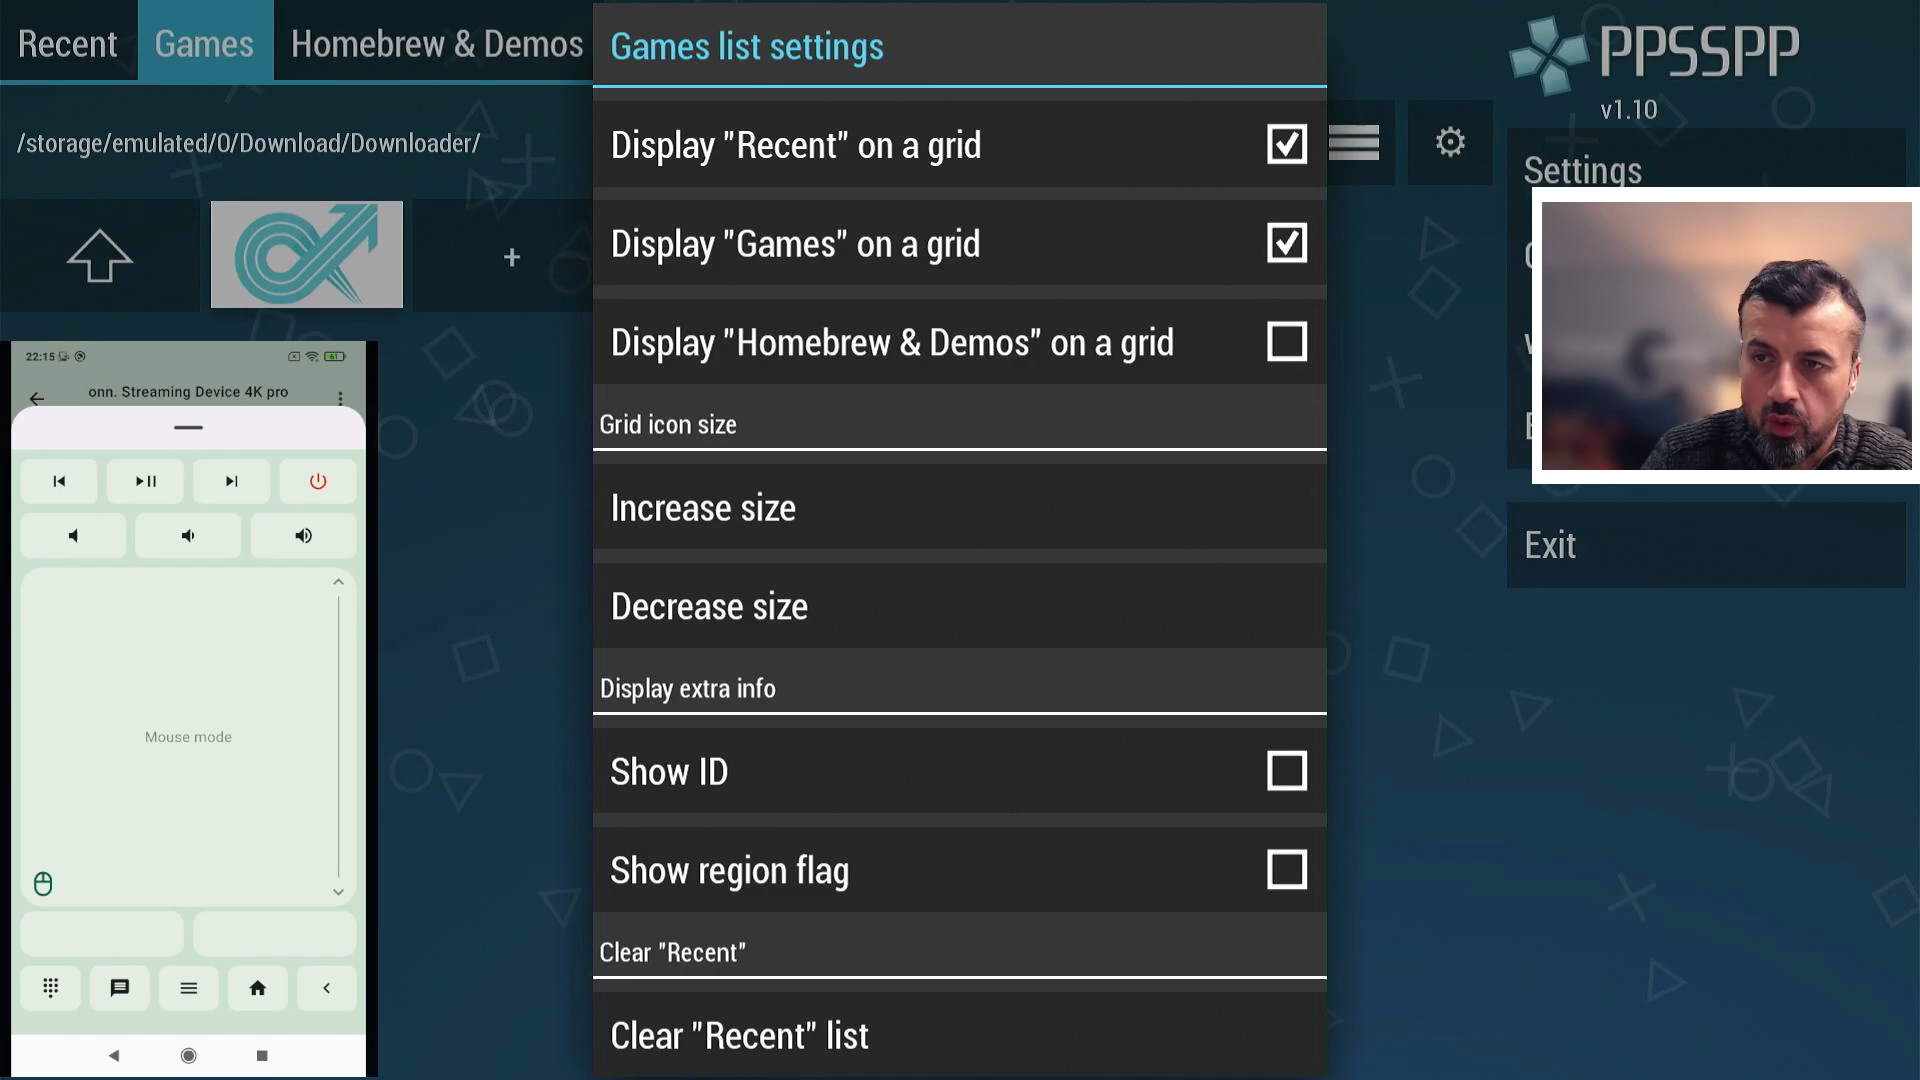 Recent
Games
Homebrew & Demos
/storage/emulated/0/Download/Downloader/
+
22:15
61
onn. Streaming Device 4K pro
Mouse mode
Games list settings
Display "Recent" on a grid
Display "Games" on a grid
Display "Homebrew & Demos" on a grid
Grid icon size
Increase size
Decrease size
Display extra info
Show ID
Show region flag
Clear "Recent"
Clear "Recent" list
PPSSPP
v1.10
Settings
Exit